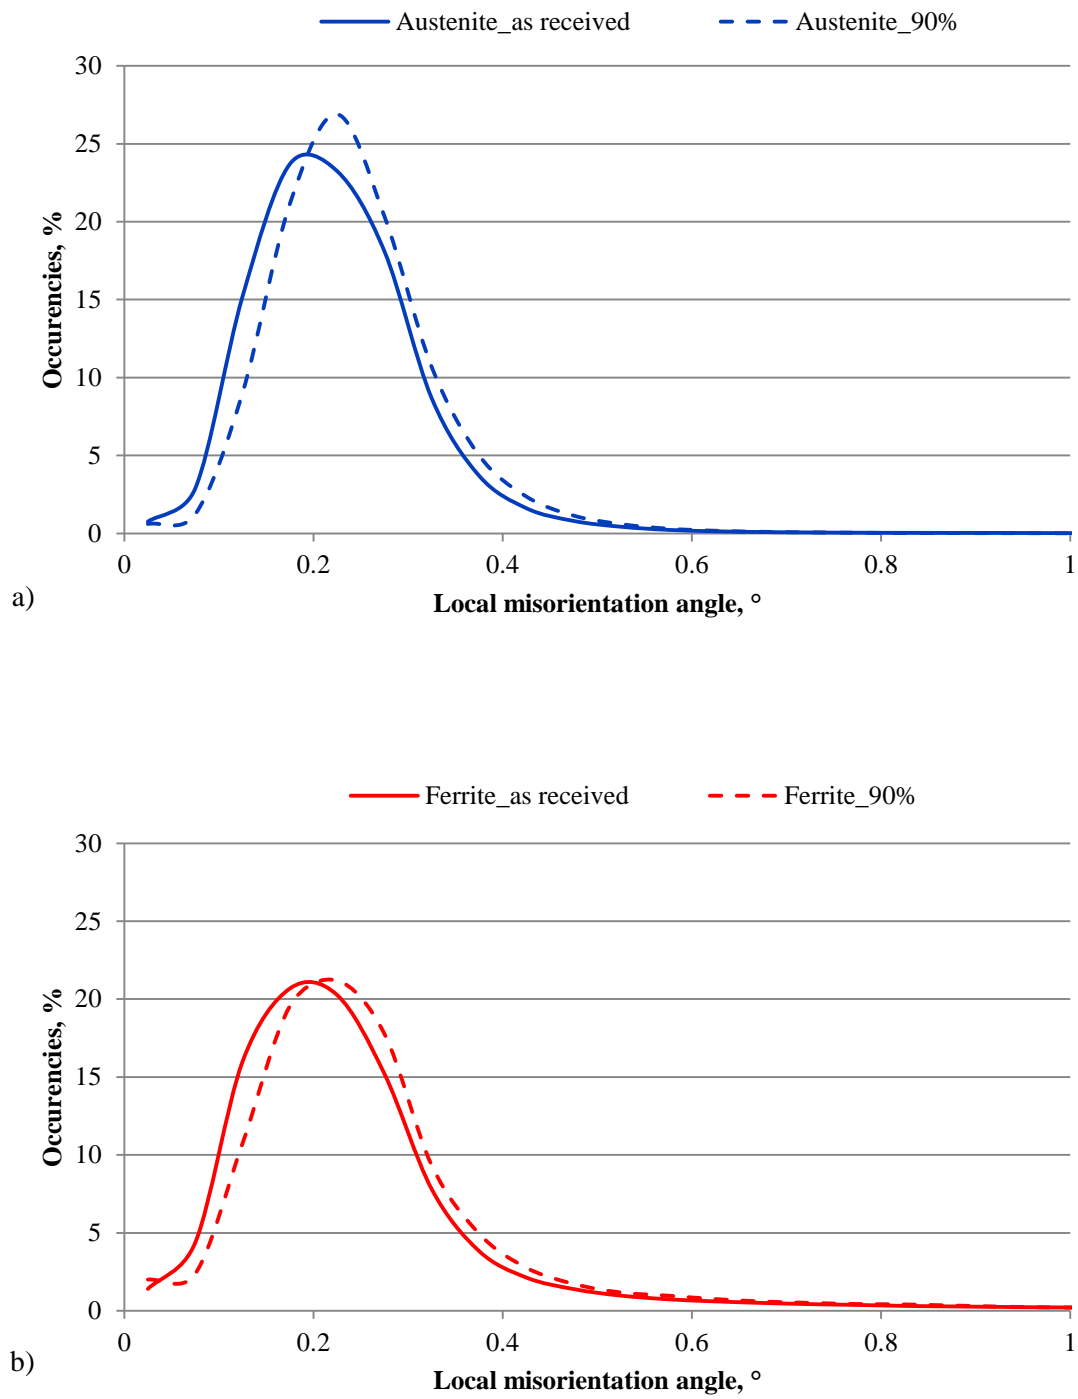 Austenite_as received Austenite_90%
30
25
20
15
10
5
0
Occurencies, %
0 0.2 0.4 0.6 0.8 1
a)
Local misorientation angle, °
Ferrite_as received Ferrite_90%
30
25
20
15
10
5
0
Occurencies, %
0 0.2 0.4 0.6 0.8 1
b)
Local misorientation angle, °